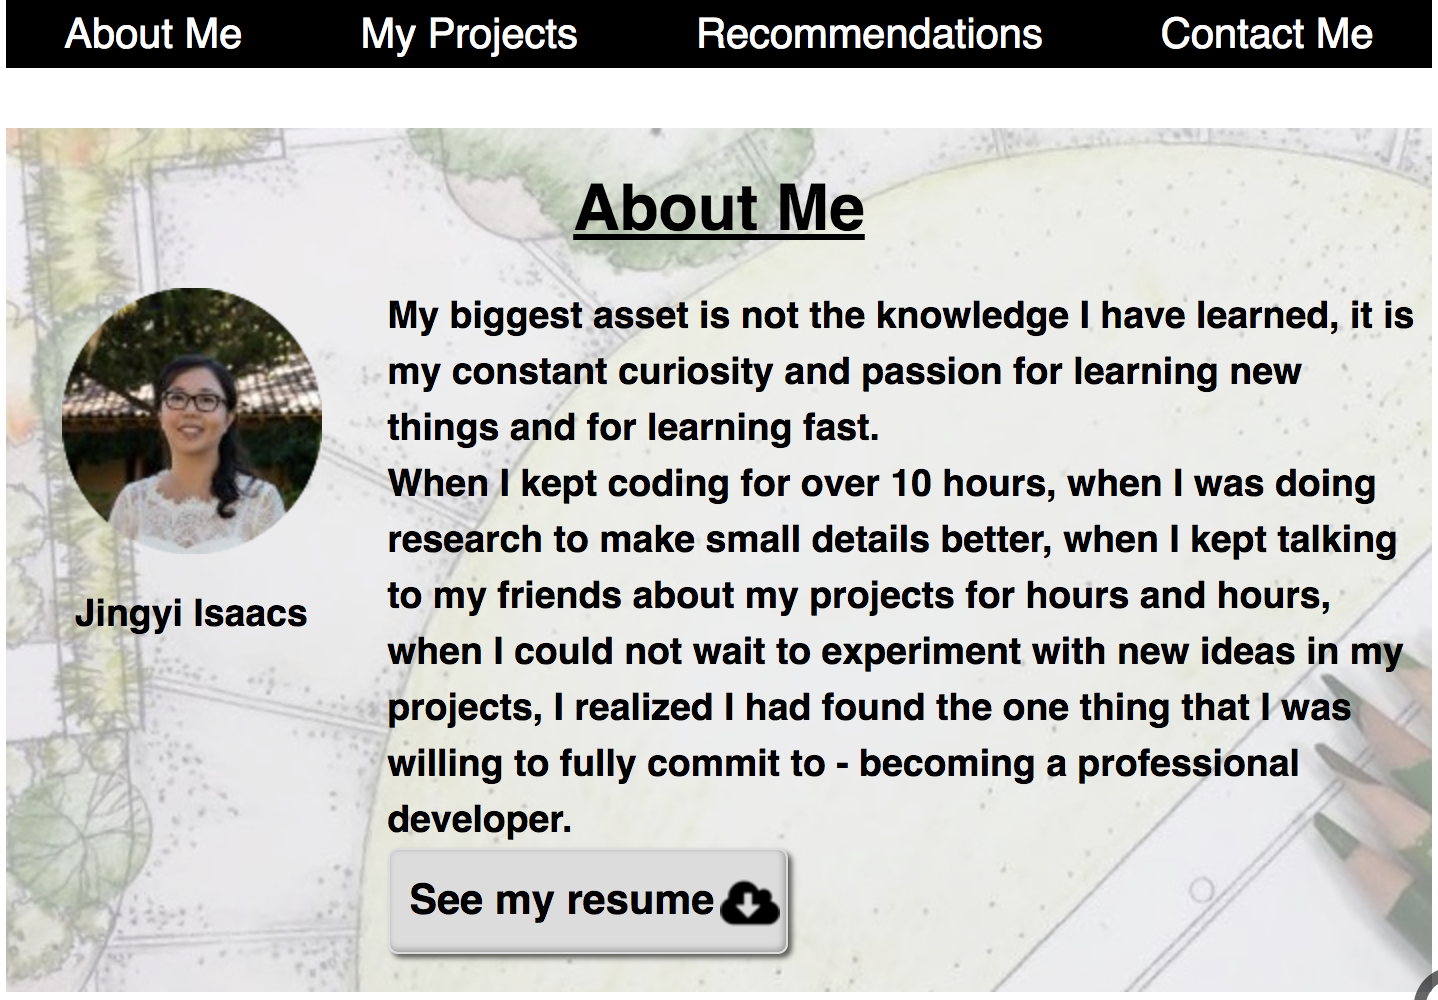 About Me My Projects Recommendations Contact Me
About Me
My biggest asset is not the knowledge I have learned, it is
my constant curiosity and passion for learning new
things and for learning fast.
When I kept coding for over 10 hours, when I was doing
research to make small details better, when I kept talking
to my friends about my projects for hours and hours,
when I could not wait to experiment with new ideas in my
projects, I realized I had found the one thing that I was
willing to fully commit to - becoming a professional
developer.
Jingyi Isaacs
See my resume